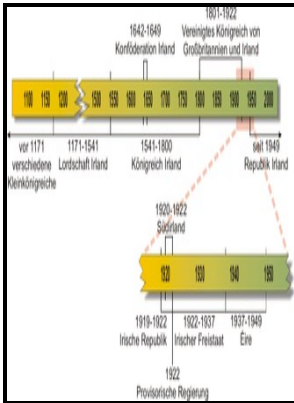 1801-1922
Vereinigtes Königreich von
Großbritannien und Irland
1642-1649
Konföderation Irland
1100 1150 1200 1500 1550 1600 1650 1700 1750 1800 1850 1900 1950 2000
vor 1171
verschiedene
Kleinkönigreiche
1171-1541
Lordschaft Irland
1541-1800
Königreich Irland
seit 1949
Republik Irland
1920-1922
Südirland
1920 1930 1940 1950
1919-1922
Irische Republik
1922-1937
Irischer Freistaat
1937-1949
Éire
1922
Provisorische Regierung